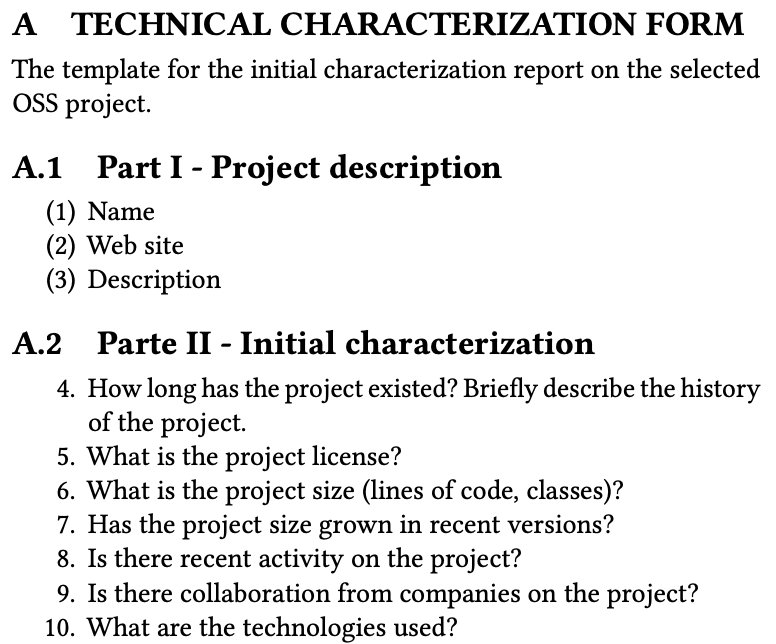 A TECHNICAL CHARACTERIZATION FORM
The template for the initial characterization report on the selected
OSS project.
A.1 Part I - Project description
(1) Name
(2) Web site
(3) Description
A.2 Parte II - Initial characterization
4. How long has the project existed? Briefly describe the history
of the project.
5. What is the project license?
6. What is the project size (lines of code, classes)?
7. Has the project size grown in recent versions?
8. Is there recent activity on the project?
9. Is there collaboration from companies on the project?
10. What are the technologies used?